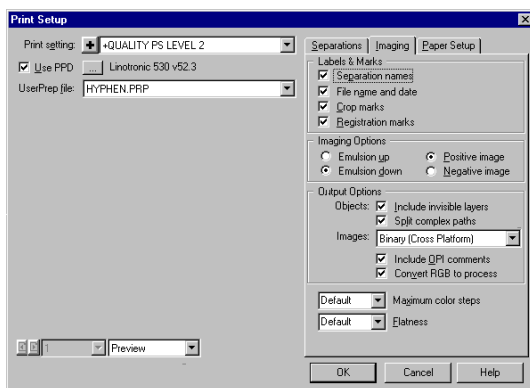 Print Setup
Print setting: +QUALITY PS LEVEL 2
Use PPD ... Linotronic 530 v52.3
UserPrep file: HYPHEN.PRP
1 Preview
Separations Imaging Paper Setup
Labels & Marks
Separation names
File name and date
Crop marks
Registration marks
Imaging Options
Emulsion up Positive image
Emulsion down Negative image
Output Options
Objects: Include invisible layers
Split complex paths
Images: Binary (Cross Platform)
Include OPI comments
Convert RGB to process
Default Maximum color steps
Default Flatness
OK Cancel Help